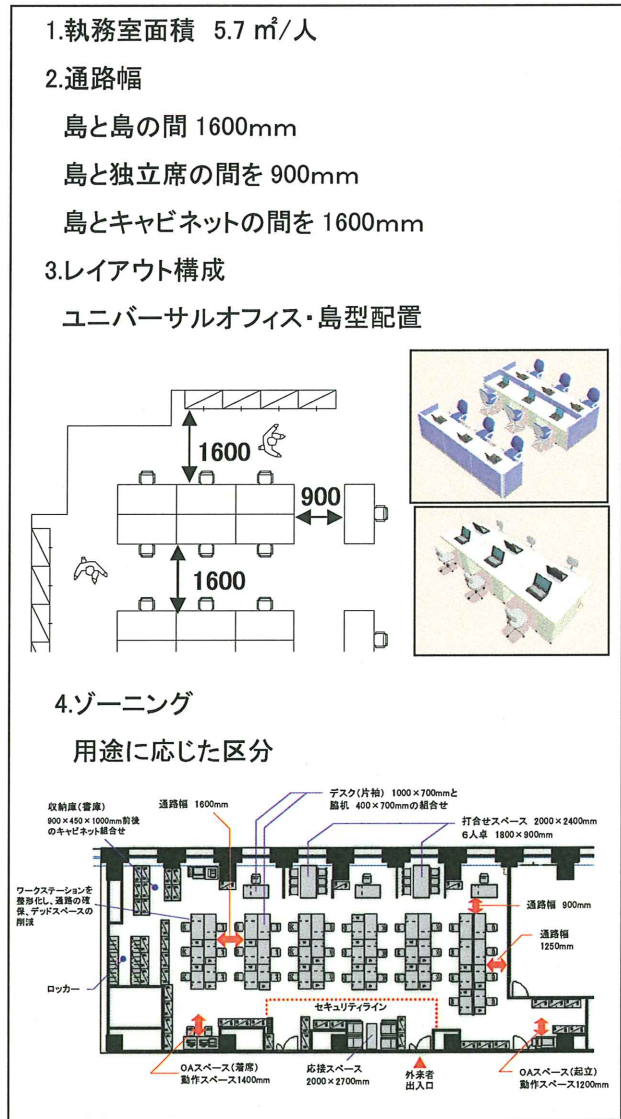 1.執務室面積 5.7 ㎡/人
2.通路幅
島と島の間 1600mm
島と独立席の間を 900mm
島とキャビネットの間を 1600mm
3.レイアウト構成
ユニバーサルオフィス・島型配置
1600
900
1600
4.ゾーニング
用途に応じた区分
収納庫(書庫)
900×450×1000mm前後
のキャビネット組合せ
通路幅 1600mm
デスク(片袖) 1000×700mmと
脇机 400×700mmの組合せ
打合せスペース 2000×2400mm
6人卓 1800×900mm
ワークステーションを
整形化し、通路の確
保、デッドスペースの
削減
通路幅 900mm
通路幅
1250mm
ロッカー
セキュリティライン
OAスペース(着席)
動作スペース1400mm
応接スペース
2000×2700mm
外来者
出入口
OAスペース(起立)
動作スペース1200mm